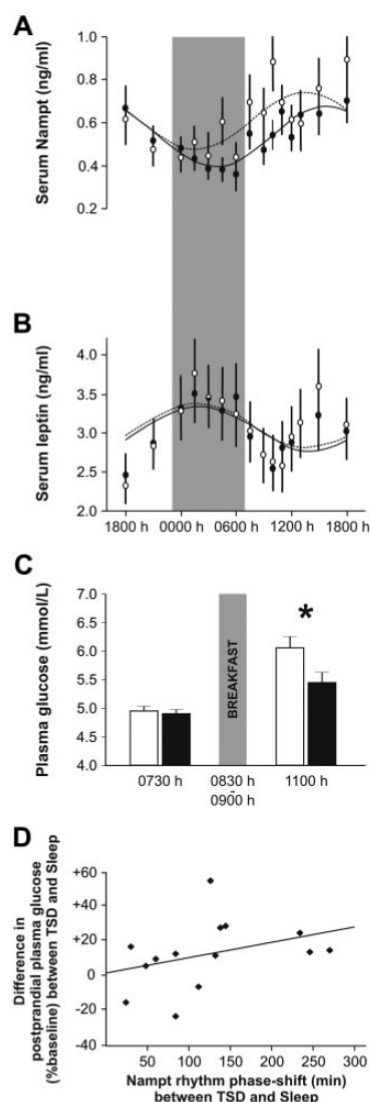 A
Serum Nampt (ng/ml)
1.0
0.8
0.6
0.4
0.2
B
Serum leptin (ng/ml)
4.0
3.5
3.0
2.5
2.0
1800 h 0000 h 0600 h 1200 h 1800 h
C
Plasma glucose (mmol/L)
7.0
6.5
6.0
5.5
5.0
4.5
4.0
BREAKFAST
*
0730 h 0830 h 1100 h
-
0900 h
D
Difference in
postprandial plasma glucose
(%baseline) between TSD and Sleep
+60
+40
+20
0
-20
-40
50 100 150 200 250 300
Nampt rhythm phase-shift (min)
between TSD and Sleep